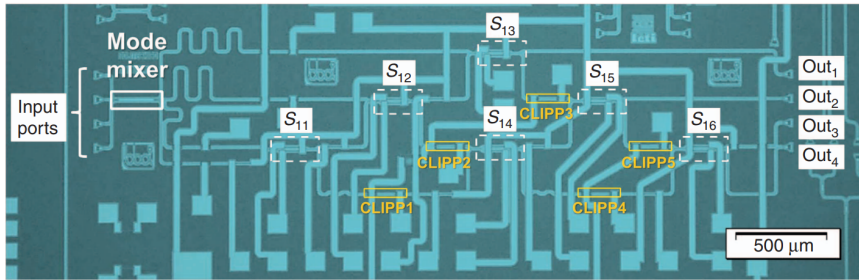 S13
Mode
mixer
S12
S15
Out1
Input
ports
Out2
CLIPP3
S11
S14
S16
Out3
CLIPP2
CLIPP5
Out4
CLIPP1
CLIPP4
500 μm